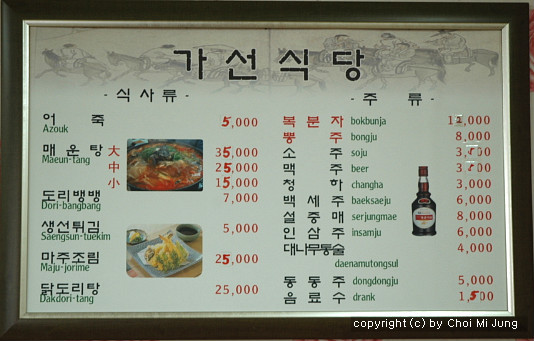 가선식당
- 식사류 -
어 죽 5,000
Azouk
매운탕 大 35,000
Maeun-tang 中 25,000
小 15,000
도리뱅뱅
Dori-bangbang
생선튀김 5,000
Saengsun-tuekim
마주조림 25,000
Maju-jorime
닭도리탕 25,000
Dakdori-tang
- 주 류 -
복 분 자 bokbunja
뽕 주 bongju 8,000
소 주 soju
맥 주 beer
청 하 chungha 3,000
백 세 주 baeksaeju 6,000
설 중 매 serjungmae 8,000
인 삼 주 insamju 6,000
대나무통술 4,000
daenamutongsul
동 동 주 dongdongju 5,000
음 료 수 drank 1,500
copyright (c) by Choi Mi Jung